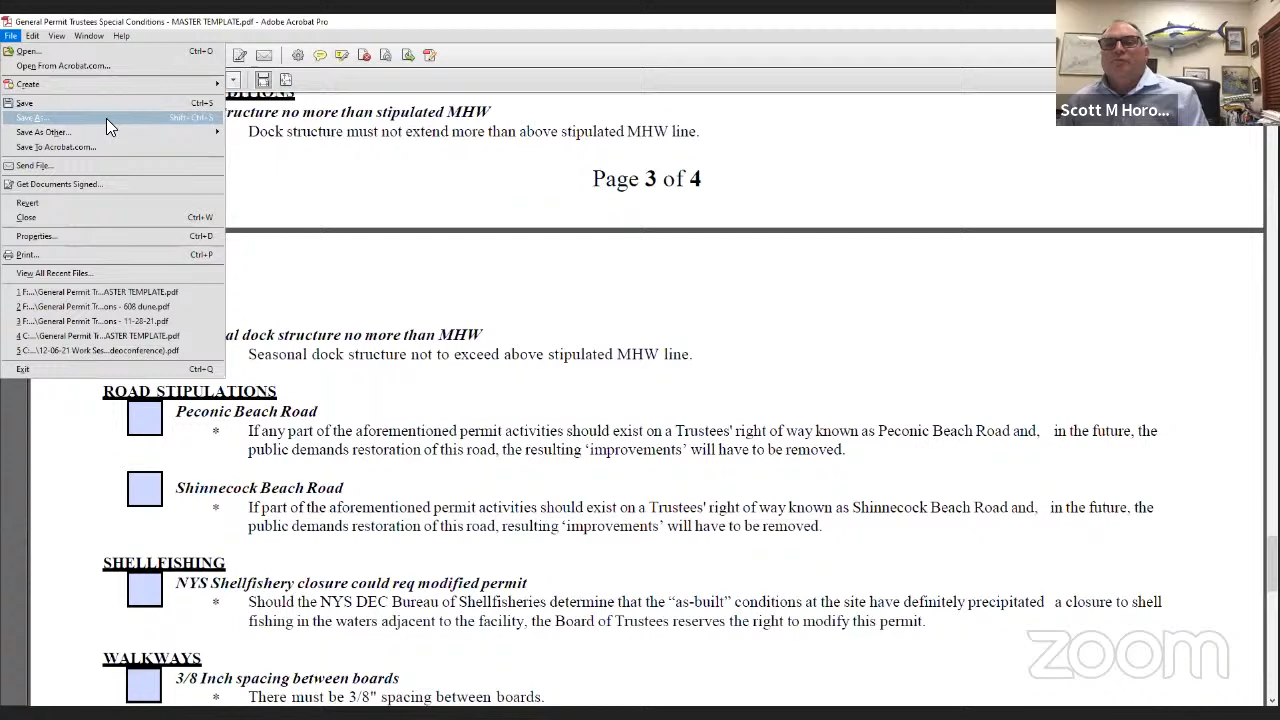 General Permit Trustees Special Conditions - MASTER TEMPLATE.pdf - Adobe Acrobat Pro
File Edit View Window Help
Open... Ctrl+O
Open From Acrobat.com...
Create
Save Ctrl+S
Save As... Shift+Ctrl+S
Save As Other...
Save To Acrobat.com...
Send File...
Get Documents Signed...
Revert
Close Ctrl+W
Properties... Ctrl+D
Print... Ctrl+P
View All Recent Files...
1 F:...\General Permit Tr...ASTER TEMPLATE.pdf
2 F:...\General Permit Tr...ons - 608 dune.pdf
3 F:...\General Permit Tr...ons - 11-28-21.pdf
4 C:...\General Permit Tr...ASTER TEMPLATE.pdf
5 C:...\12-06-21 Work Ses...deoconference).pdf
Exit Ctrl+Q
Scott M Horo...
DITIONS
ructure no more than stipulated MHW
Dock structure must not extend more than above stipulated MHW line.
Page 3 of 4
al dock structure no more than MHW
Seasonal dock structure not to exceed above stipulated MHW line.
ROAD STIPULATIONS
Peconic Beach Road
* If any part of the aforementioned permit activities should exist on a Trustees' right of way known as Peconic Beach Road and, in the future, the
public demands restoration of this road, the resulting ‘improvements’ will have to be removed.
Shinnecock Beach Road
* If part of the aforementioned permit activities should exist on a Trustees' right of way known as Shinnecock Beach Road and, in the future, the
public demands restoration of this road, resulting ‘improvements’ will have to be removed.
SHELLFISHING
NYS Shellfishery closure could req modified permit
* Should the NYS DEC Bureau of Shellfisheries determine that the “as-built” conditions at the site have definitely precipitated a closure to shell
fishing in the waters adjacent to the facility, the Board of Trustees reserves the right to modify this permit.
WALKWAYS
3/8 Inch spacing between boards
* There must be 3/8" spacing between boards.
zoom